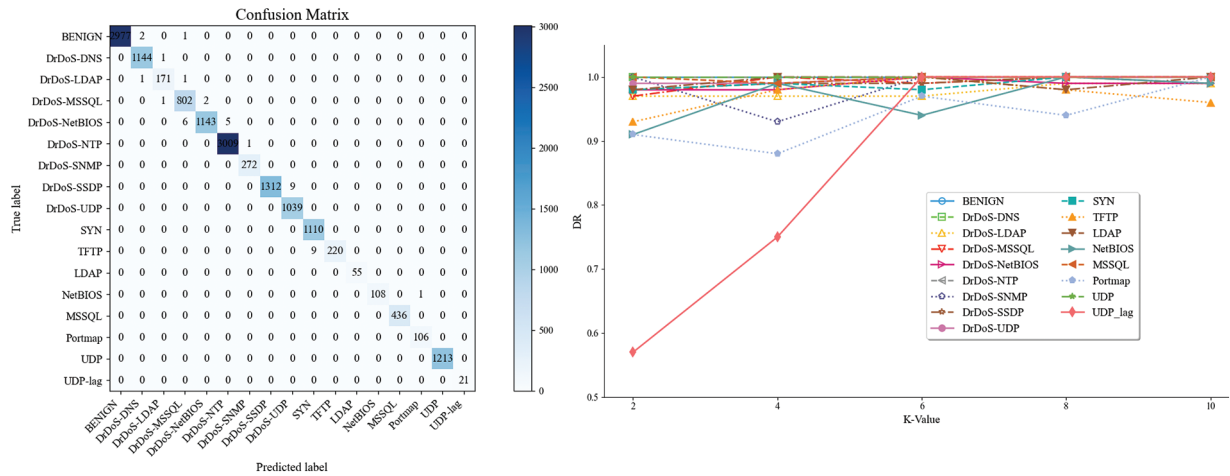 Confusion Matrix
True label
BENIGN 2977 2 0 1 0 0 0 0 0 0 0 0 0 0 0 0 0
DrDoS-DNS 0 1144 1 0 0 0 0 0 0 0 0 0 0 0 0 0 0
DrDoS-LDAP 0 1 171 1 0 0 0 0 0 0 0 0 0 0 0 0 0
DrDoS-MSSQL 0 0 1 802 2 0 0 0 0 0 0 0 0 0 0 0 0
DrDoS-NetBIOS 0 0 0 6 1143 5 0 0 0 0 0 0 0 0 0 0 0
DrDoS-NTP 0 0 0 0 0 3009 1 0 0 0 0 0 0 0 0 0 0
DrDoS-SNMP 0 0 0 0 0 0 272 0 0 0 0 0 0 0 0 0 0
DrDoS-SSDP 0 0 0 0 0 0 0 1312 9 0 0 0 0 0 0 0 0
DrDoS-UDP 0 0 0 0 0 0 0 0 1039 0 0 0 0 0 0 0 0
SYN 0 0 0 0 0 0 0 0 0 1110 0 0 0 0 0 0 0
TFTP 0 0 0 0 0 0 0 0 0 9 220 0 0 0 0 0 0
LDAP 0 0 0 0 0 0 0 0 0 0 0 55 0 0 0 0 0
NetBIOS 0 0 0 0 0 0 0 0 0 0 0 0 108 0 1 0 0
MSSQL 0 0 0 0 0 0 0 0 0 0 0 0 0 436 0 0 0
Portmap 0 0 0 0 0 0 0 0 0 0 0 0 0 0 106 0 0
UDP 0 0 0 0 0 0 0 0 0 0 0 0 0 0 0 1213 0
UDP-lag 0 0 0 0 0 0 0 0 0 0 0 0 0 0 0 0 21
BENIGN
DrDoS-DNS
DrDoS-LDAP
DrDoS-MSSQL
DrDoS-NetBIOS
DrDoS-NTP
DrDoS-SNMP
DrDoS-SSDP
DrDoS-UDP
SYN
TFTP
LDAP
NetBIOS
MSSQL
Portmap
UDP
UDP-lag
Predicted label
3000
2500
2000
1500
1000
500
0
DR
1.0
0.9
0.8
0.7
0.6
0.5
2 4 6 8 10
K-Value
BENIGN
DrDoS-DNS
DrDoS-LDAP
DrDoS-MSSQL
DrDoS-NetBIOS
DrDoS-NTP
DrDoS-SNMP
DrDoS-SSDP
DrDoS-UDP
SYN
TFTP
LDAP
NetBIOS
MSSQL
Portmap
UDP
UDP_lag